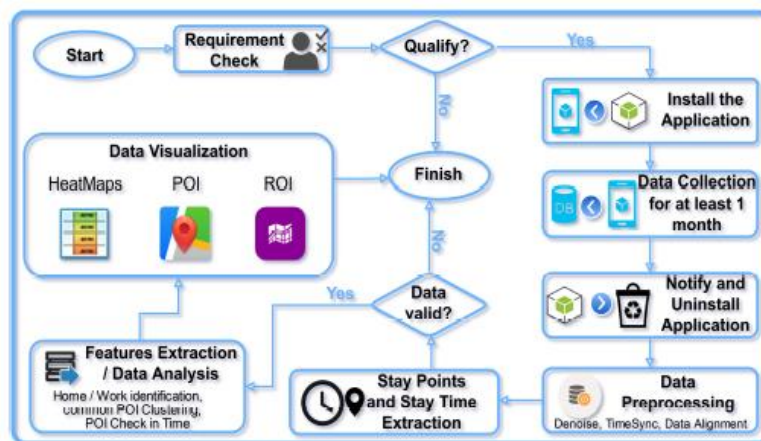 Start
Requirement
Check
Qualify?
Yes
No
Install the
Application
Data Collection
for at least 1
month
DB
Notify and
Uninstall
Application
Data
Preprocessing
Denoise, TimeSync, Data Alignment
Stay Points
and Stay Time
Extraction
Data
valid?
No
Yes
Finish
Features Extraction
/ Data Analysis
Home / Work identification,
common POI Clustering,
POI Check in Time
Data Visualization
HeatMaps
POI
ROI